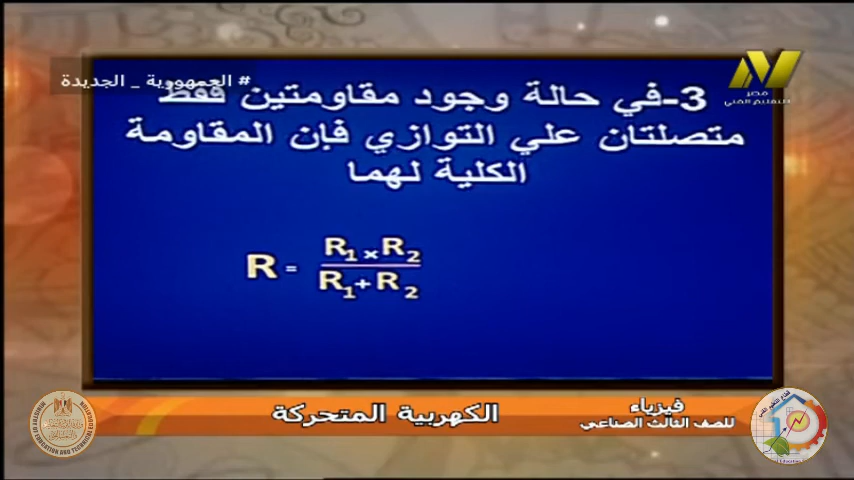 # العمهورية _ الجديدة
مصر
التعليم الفني
3-في حالة وجود مقاومتين فقط
متصلتان علي التوازي فإن المقاومة
الكلية لهما
R = R₁×R₂ / R₁+R₂
الكهربية المتحركة
فيزياء
للصف الثالث الصناعي